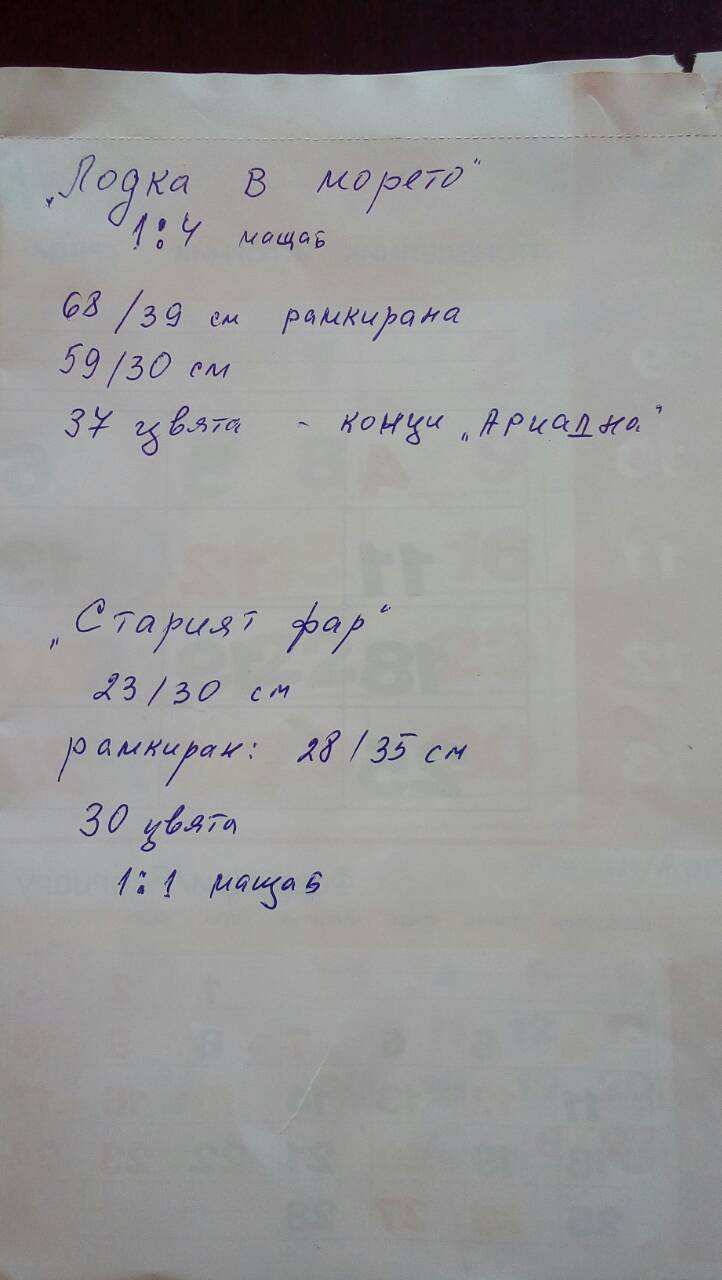 „Лодка в морето“
1:4 мащаб
68/39 см рамкирана
59/30 см
37 цвята - конци „Ариадна“
„Старият фар“
23/30 см
рамкиран: 28/35 см
30 цвята
1:1 мащаб